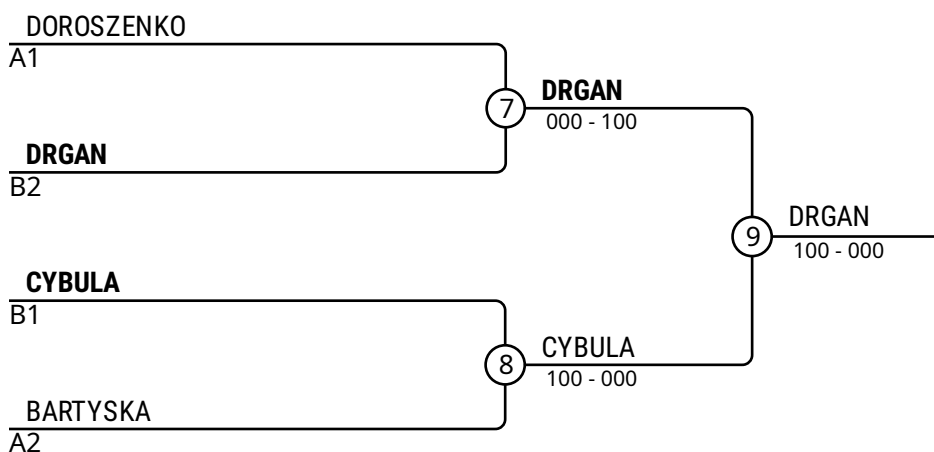 DOROSZENKO
A1
7
DRGAN
000 - 100
DRGAN
B2
9
DRGAN
100 - 000
CYBULA
B1
8
CYBULA
100 - 000
BARTYSKA
A2